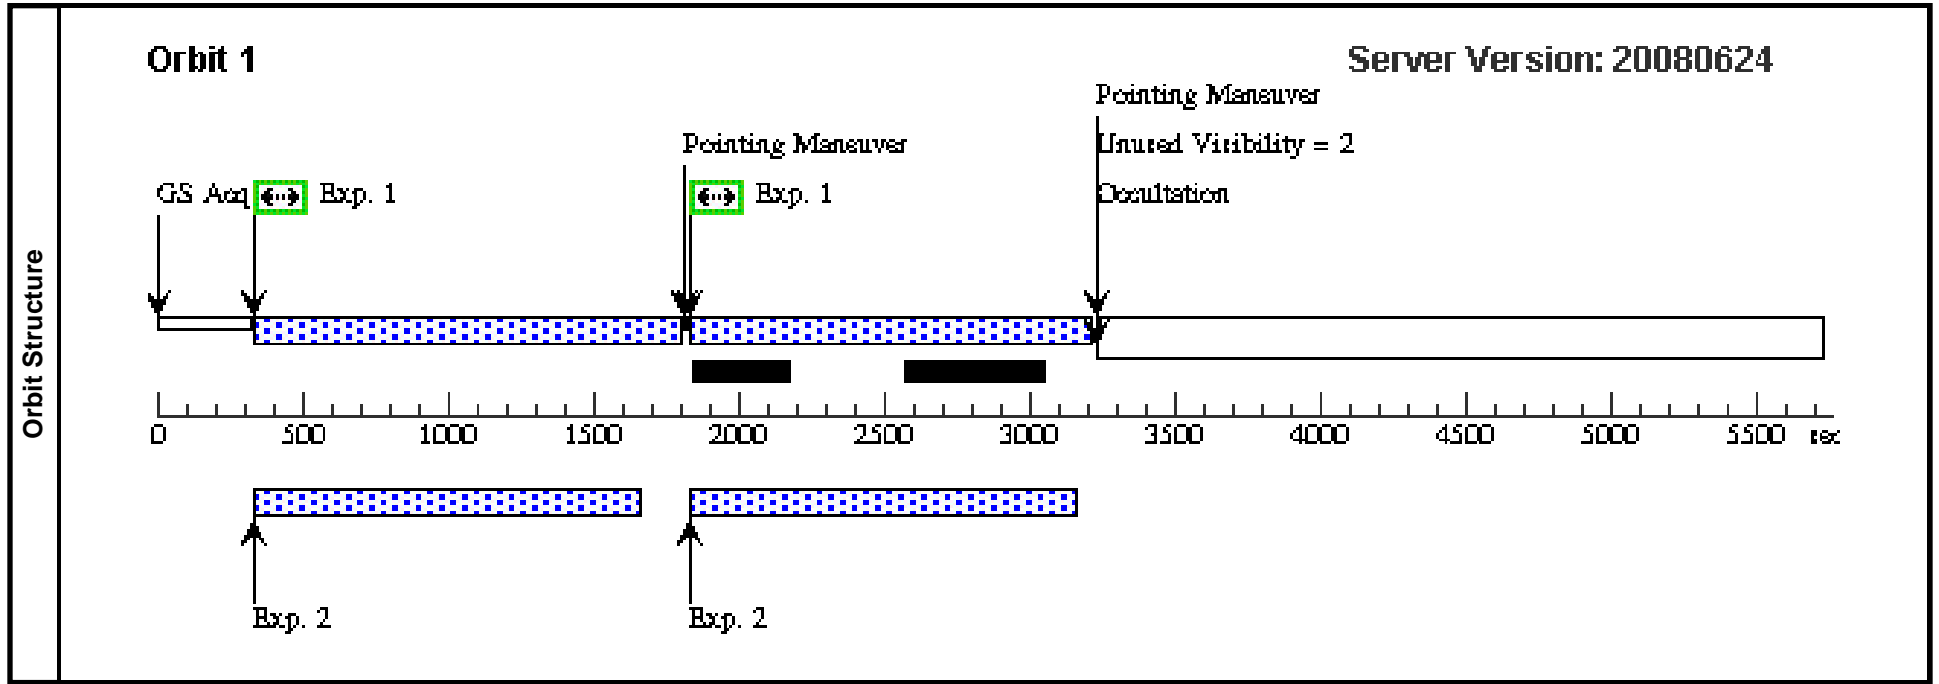 Orbit Structure
Orbit 1
Server Version: 20080624
Pointing Maneuver
Pointing Maneuver
Unused Visibility = 2
GS Acq
Exp. 1
Exp. 1
Occultation
0 500 1000 1500 2000 2500 3000 3500 4000 4500 5000 5500 sec
Exp. 2
Exp. 2